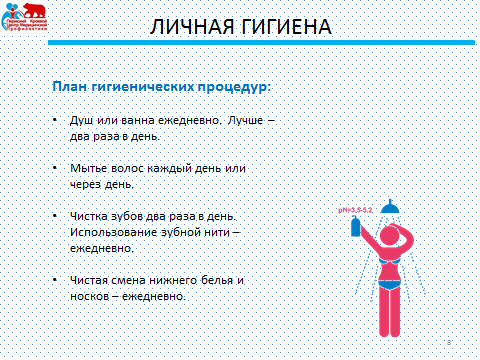 Пермский Краевой
Центр Медицинской
Профилактики
ЛИЧНАЯ ГИГИЕНА
План гигиенических процедур:
• Душ или ванна ежедневно. Лучше –
два раза в день.
• Мытье волос каждый день или
через день.
• Чистка зубов два раза в день.
Использование зубной нити –
ежедневно.
• Чистая смена нижнего белья и
носков – ежедневно.
pH=3,5-5,2
8